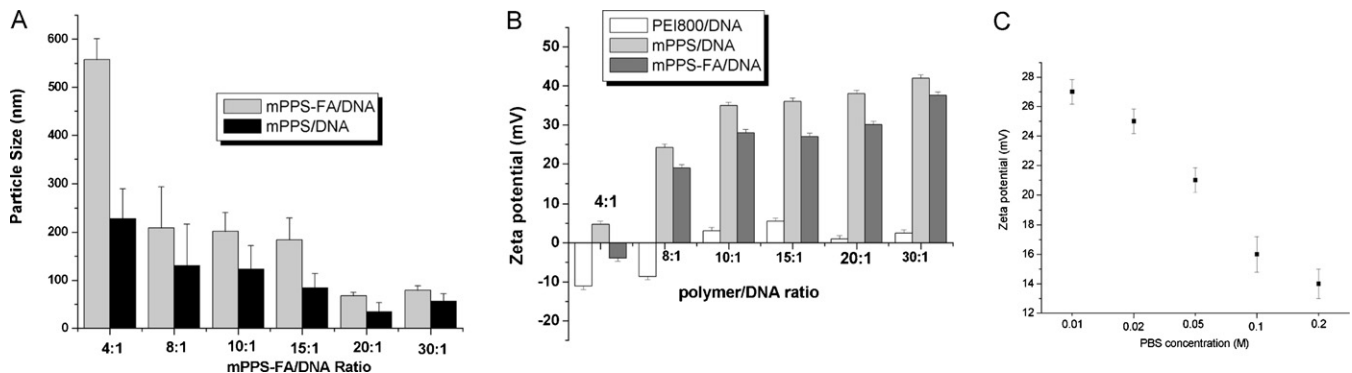 A
Particle Size (nm)
600
500
400
300
200
100
0
mPPS-FA/DNA
mPPS/DNA
4:1
8:1
10:1
15:1
20:1
30:1
mPPS-FA/DNA Ratio
B
Zeta potential (mV)
50
40
30
20
10
0
-10
-20
PEI800/DNA
mPPS/DNA
mPPS-FA/DNA
4:1
8:1
10:1
15:1
20:1
30:1
polymer/DNA ratio
C
Zeta potential (mV)
28
26
24
22
20
18
16
14
12
0.01
0.02
0.05
0.1
0.2
PBS concentration (M)